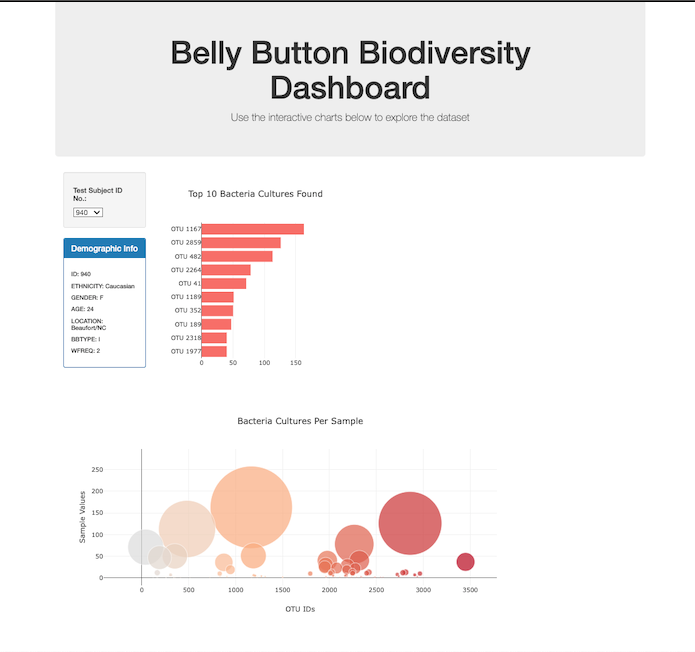 Belly Button Biodiversity
Dashboard
Use the interactive charts below to explore the dataset
Test Subject ID
No.:
940
Demographic Info
ID: 940
ETHNICITY: Caucasian
GENDER: F
AGE: 24
LOCATION:
Beaufort/NC
BBTYPE: I
WFREQ: 2
Top 10 Bacteria Cultures Found
OTU 1167
OTU 2859
OTU 482
OTU 2264
OTU 41
OTU 1189
OTU 352
OTU 189
OTU 2318
OTU 1977
0 50 100 150
Bacteria Cultures Per Sample
Sample Values
250
200
150
100
50
0
0 500 1000 1500 2000 2500 3000 3500
OTU IDs